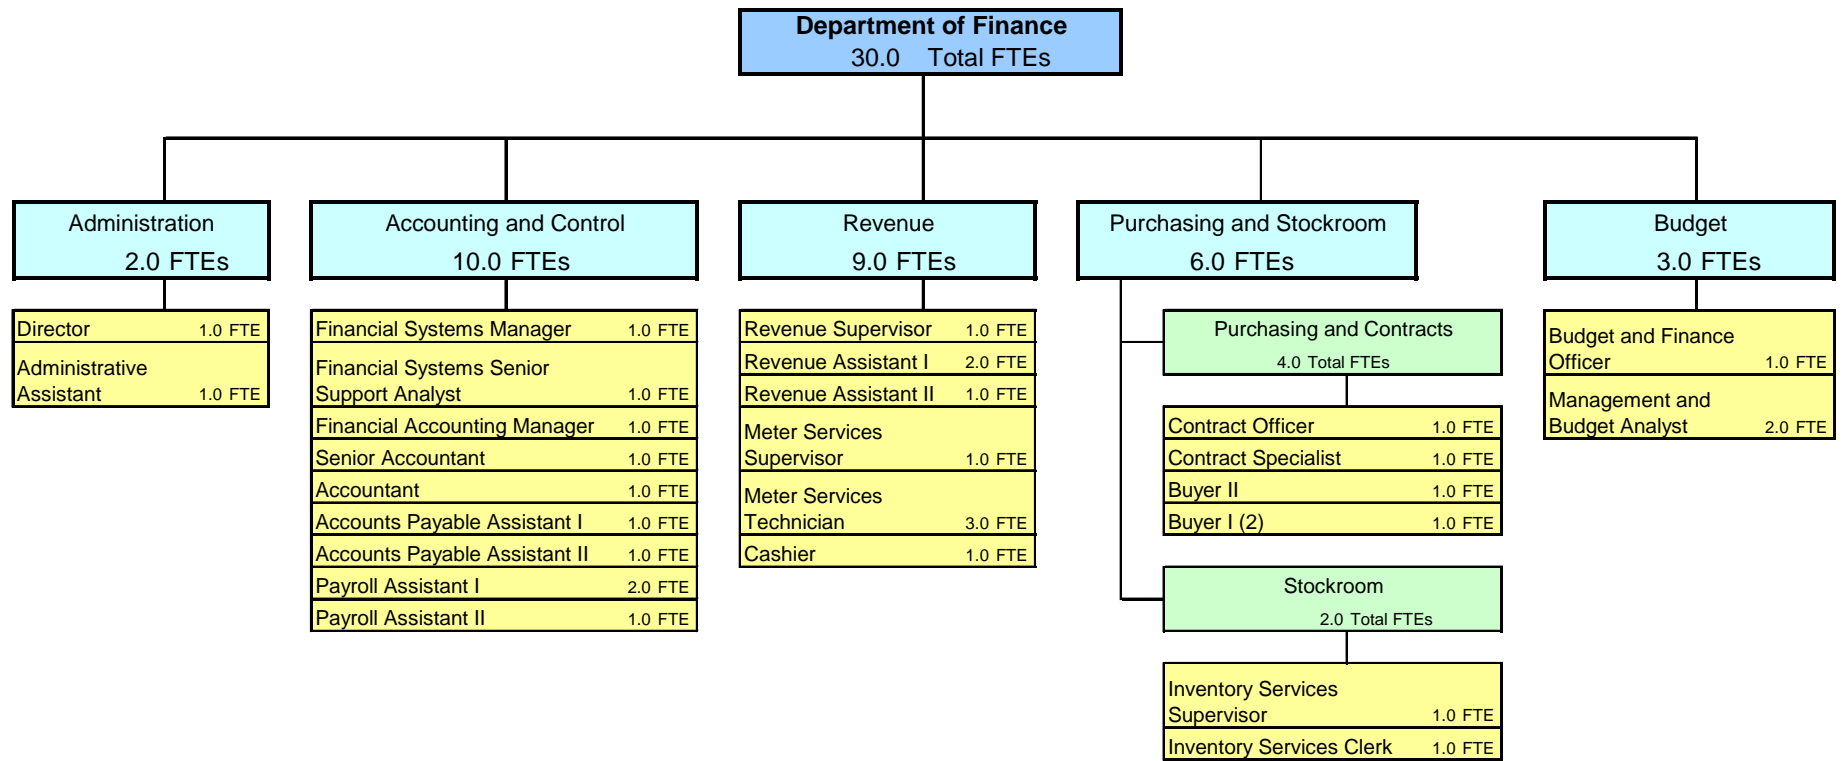 Department of Finance
30.0 Total FTEs
Administration
2.0 FTEs
Director 1.0 FTE
Administrative
Assistant 1.0 FTE
Accounting and Control
10.0 FTEs
Financial Systems Manager 1.0 FTE
Financial Systems Senior
Support Analyst 1.0 FTE
Financial Accounting Manager 1.0 FTE
Senior Accountant 1.0 FTE
Accountant 1.0 FTE
Accounts Payable Assistant I 1.0 FTE
Accounts Payable Assistant II 1.0 FTE
Payroll Assistant I 2.0 FTE
Payroll Assistant II 1.0 FTE
Revenue
9.0 FTEs
Revenue Supervisor 1.0 FTE
Revenue Assistant I 2.0 FTE
Revenue Assistant II 1.0 FTE
Meter Services
Supervisor 1.0 FTE
Meter Services
Technician 3.0 FTE
Cashier 1.0 FTE
Purchasing and Stockroom
6.0 FTEs
Purchasing and Contracts
4.0 Total FTEs
Contract Officer 1.0 FTE
Contract Specialist 1.0 FTE
Buyer II 1.0 FTE
Buyer I (2) 1.0 FTE
Stockroom
2.0 Total FTEs
Inventory Services
Supervisor 1.0 FTE
Inventory Services Clerk 1.0 FTE
Budget
3.0 FTEs
Budget and Finance
Officer 1.0 FTE
Management and
Budget Analyst 2.0 FTE